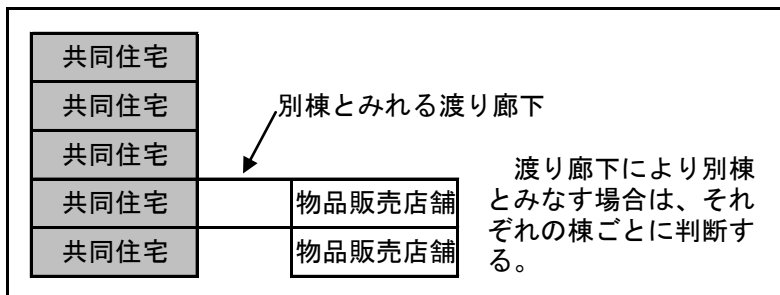 共同住宅
共同住宅
別棟とみれる渡り廊下
共同住宅
共同住宅
物品販売店舗
共同住宅
物品販売店舗
渡り廊下により別棟
とみなす場合は、それ
ぞれの棟ごとに判断す
る。